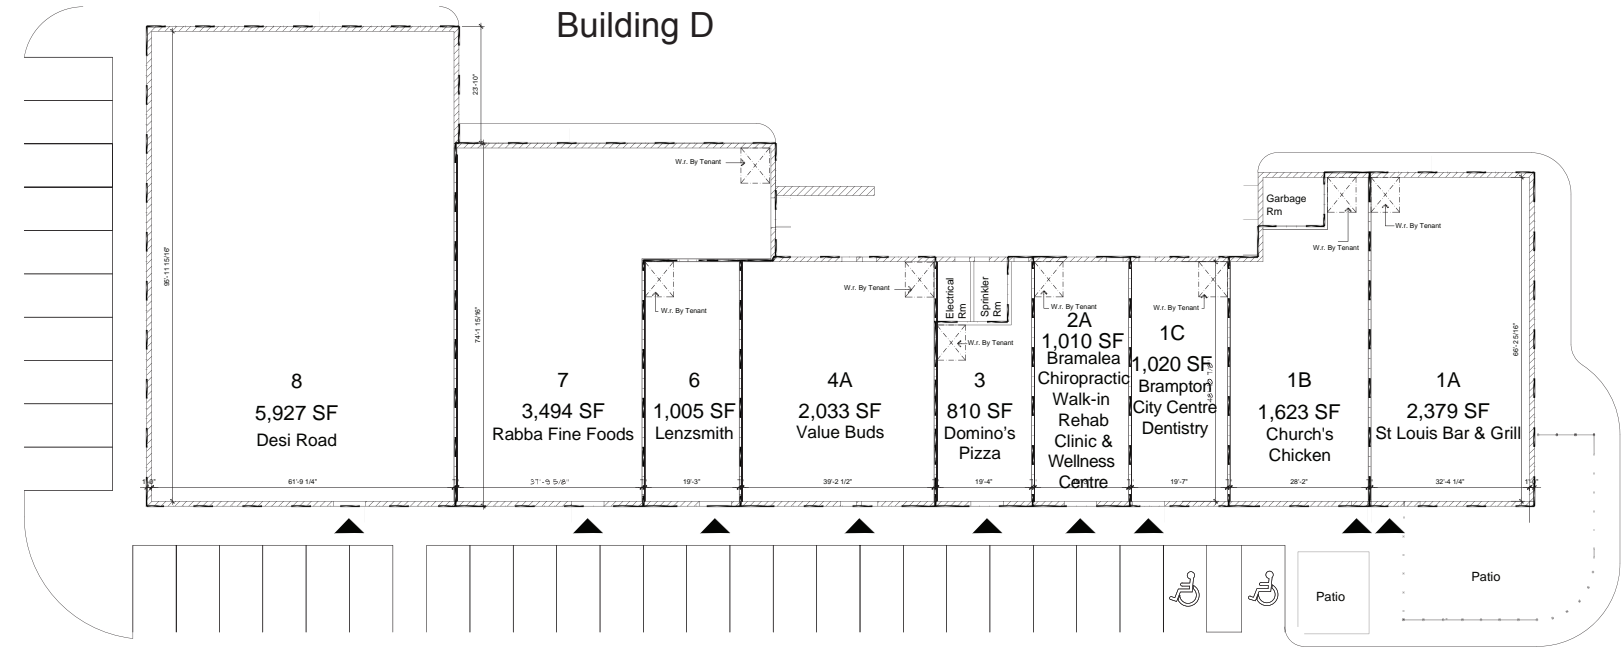 Building D
23'-10"
95'-11 15/16"
74'-1 15/16"
W.r. By Tenant
W.r. By Tenant
W.r. By Tenant
Electrical
Rm
Sprinkler
Rm
W.r. By Tenant
W.r. By Tenant
W.r. By Tenant
Garbage
Rm
W.r. By Tenant
W.r. By Tenant
66'-2 5/16"
8
5,927 SF
Desi Road
61'-9 1/4"
7
3,494 SF
Rabba Fine Foods
6
1,005 SF
Lenzsmith
19'-3"
4A
2,033 SF
Value Buds
39'-2 1/2"
3
810 SF
Domino's
Pizza
19'-4"
2A
1,010 SF
Bramalea
Chiropractic
Walk-in
Rehab
Clinic &
Wellness
Centre
1C
1,020 SF
Brampton
City Centre
Dentistry
19'-7"
1B
1,623 SF
Church's
Chicken
28'-2"
1A
2,379 SF
St Louis Bar & Grill
32'-4 1/4"
Patio
Patio